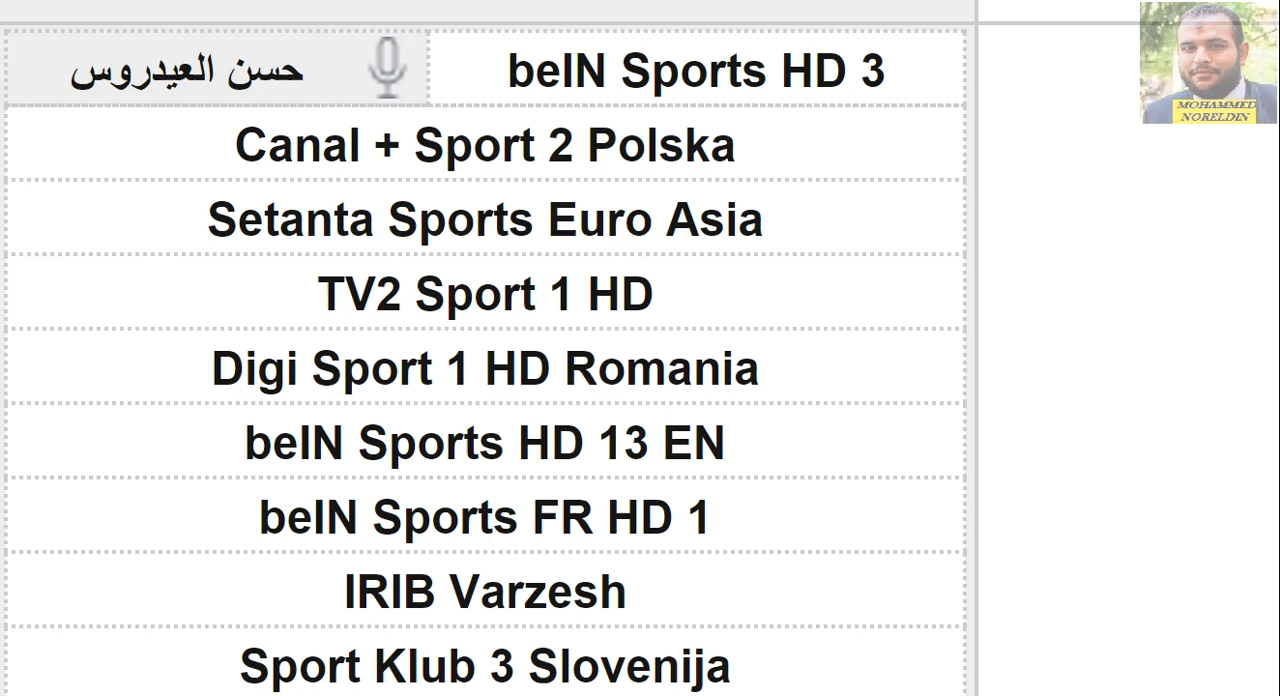 حسن العيدروس
beIN Sports HD 3
MOHAMMED
NORELDIN
Canal + Sport 2 Polska
Setanta Sports Euro Asia
TV2 Sport 1 HD
Digi Sport 1 HD Romania
beIN Sports HD 13 EN
beIN Sports FR HD 1
IRIB Varzesh
Sport Klub 3 Slovenija